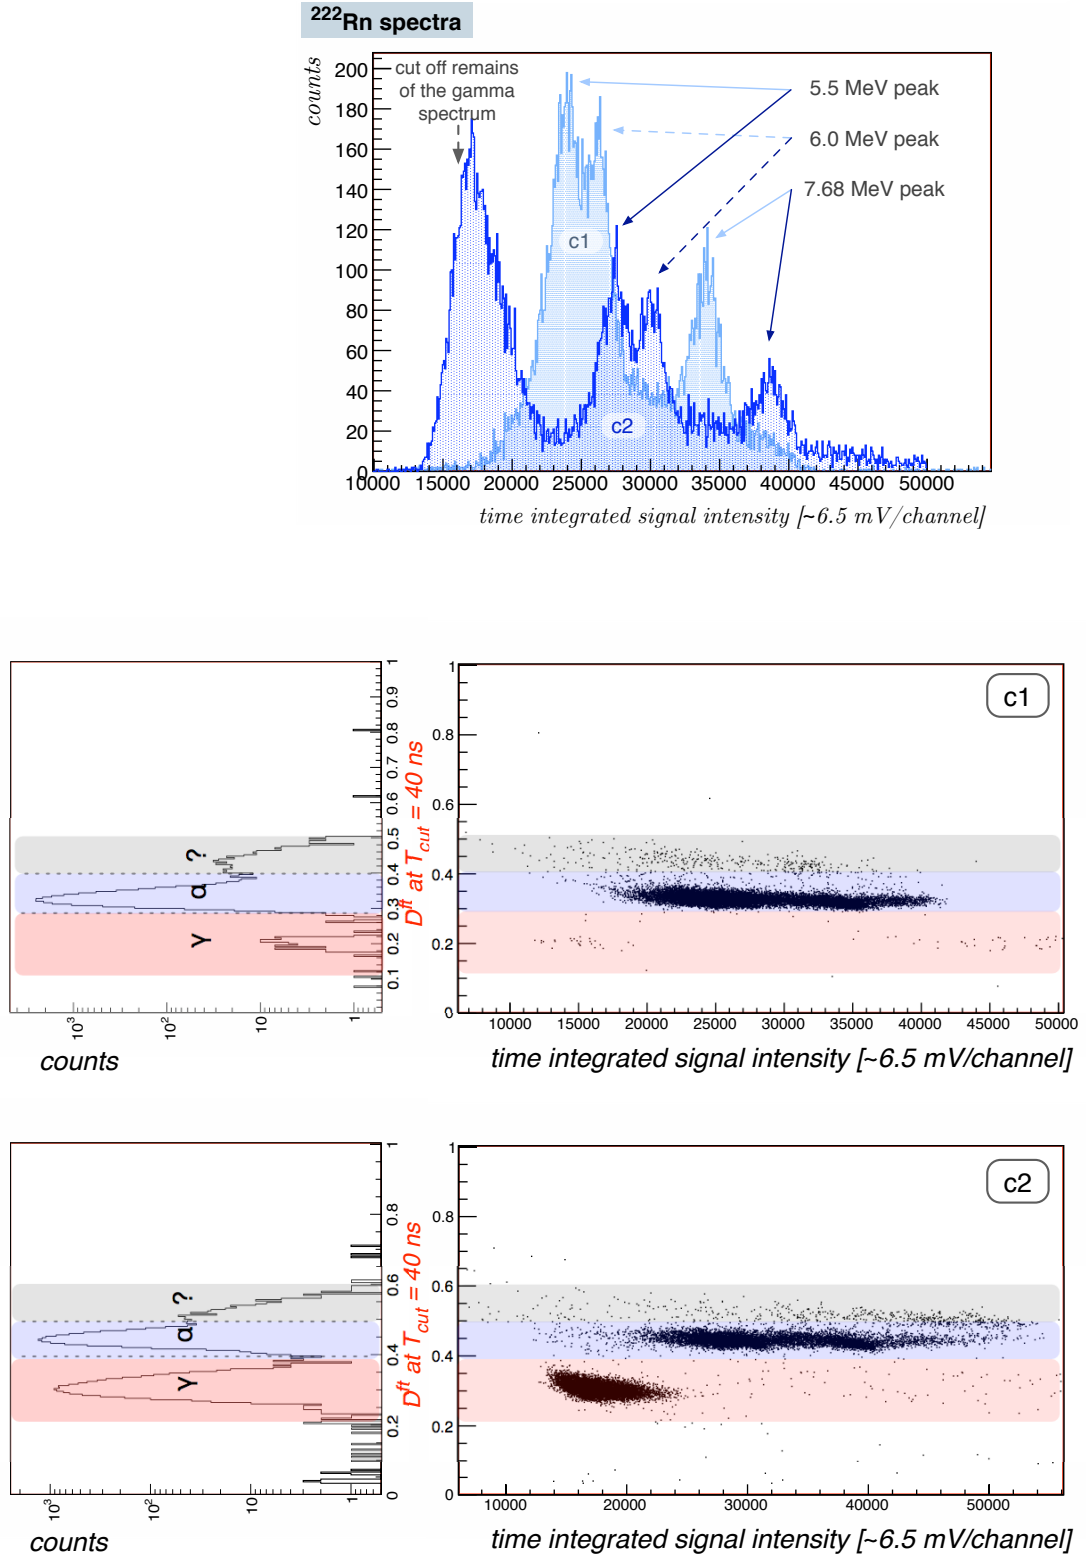 ²²²Rn spectra
counts
200
180
160
140
120
100
80
60
40
20
0
cut off remains
of the gamma
spectrum
5.5 MeV peak
6.0 MeV peak
7.68 MeV peak
c1
c2
10000 15000 20000 25000 30000 35000 40000 45000 50000
time integrated signal intensity [~6.5 mV/channel]
1
0.9
0.8
0.7
0.6
0.5
0.4
0.3
0.2
0.1
? α γ
10³ 10² 10 1
counts
Dᶠᵗ at T_cut = 40 ns
c1
0.8
0.6
0.4
0.2
0
10000 15000 20000 25000 30000 35000 40000 45000 50000
time integrated signal intensity [~6.5 mV/channel]
1
0.8
0.6
0.4
0.2
0
? α γ
10³ 10² 10 1
counts
Dᶠᵗ at T_cut = 40 ns
c2
1
0.8
0.6
0.4
0.2
0
10000 20000 30000 40000 50000
time integrated signal intensity [~6.5 mV/channel]